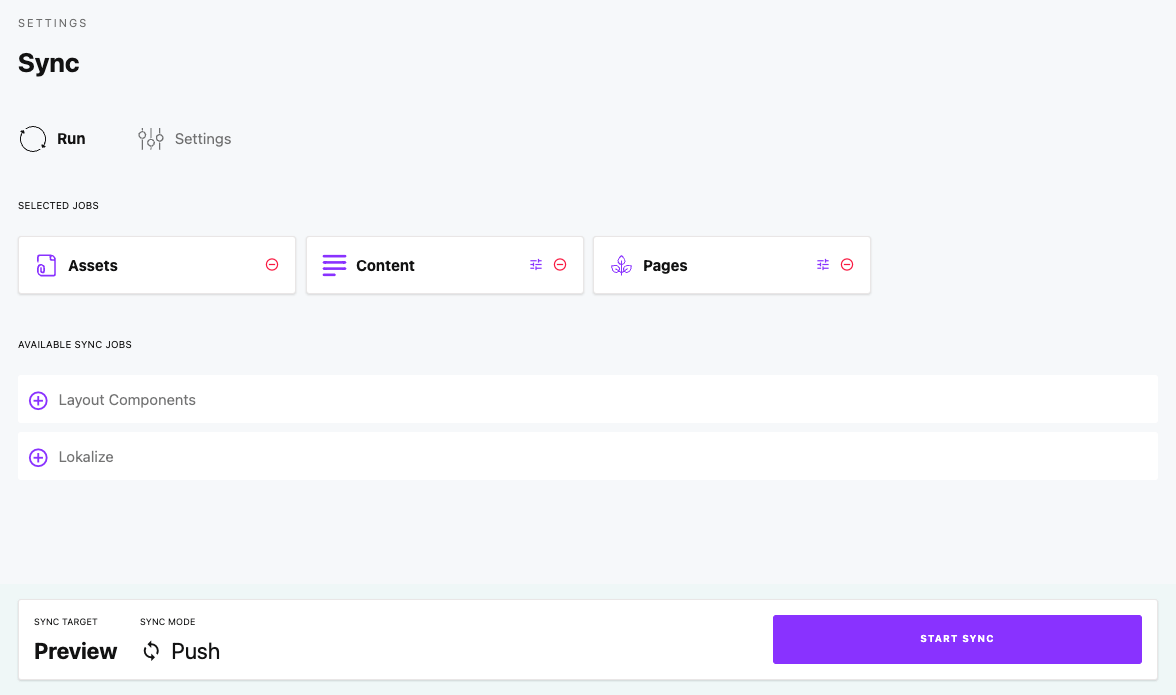 SETTINGS
Sync
Run
Settings
SELECTED JOBS
Assets
Content
Pages
AVAILABLE SYNC JOBS
Layout Components
Lokalize
SYNC TARGET
SYNC MODE
Preview
Push
START SYNC